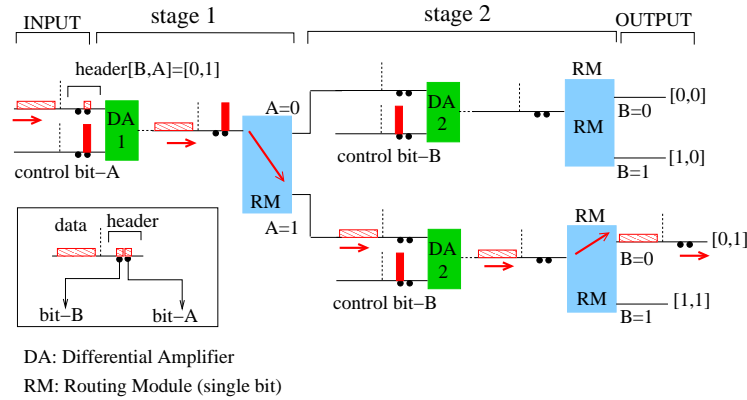 INPUT
stage 1
stage 2
OUTPUT
header[B,A]=[0,1]
DA
1
control bit−A
A=0
RM
A=1
control bit−B
DA
2
RM
RM
B=0
[0,0]
B=1
[1,0]
data
header
bit−B
bit−A
control bit−B
DA
2
RM
RM
B=0
[0,1]
B=1
[1,1]
DA: Differential Amplifier
RM: Routing Module (single bit)